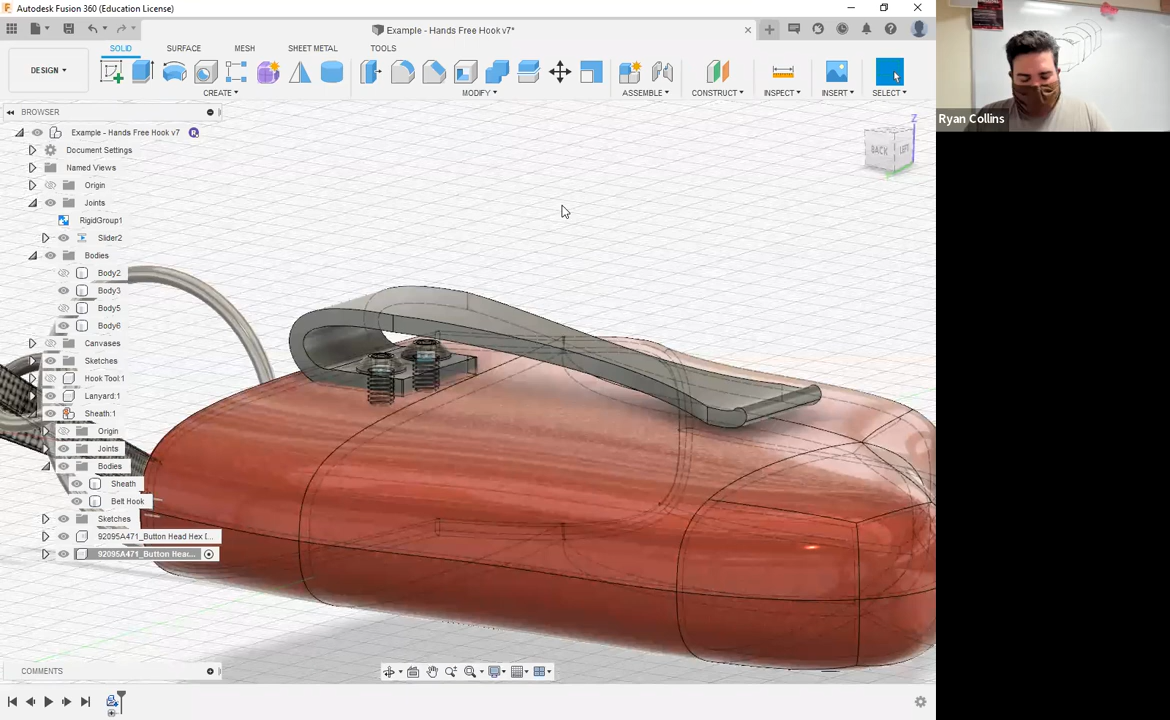 Autodesk Fusion 360 (Education License)
Example - Hands Free Hook v7*
SOLID SURFACE MESH SHEET METAL TOOLS
DESIGN
CREATE MODIFY ASSEMBLE CONSTRUCT INSPECT INSERT SELECT
BROWSER
Example - Hands Free Hook v7
Document Settings
Named Views
Origin
Joints
RigidGroup1
Slider2
Bodies
Body2
Body3
Body5
Body6
Canvases
Sketches
Hook Tool:1
Lanyard:1
Sheath:1
Origin
Joints
Bodies
Sheath
Belt Hook
Sketches
92095A471_Button Head Hex [...
92095A471_Button Hea...
COMMENTS
Z
BACK LEFT
Ryan Collins